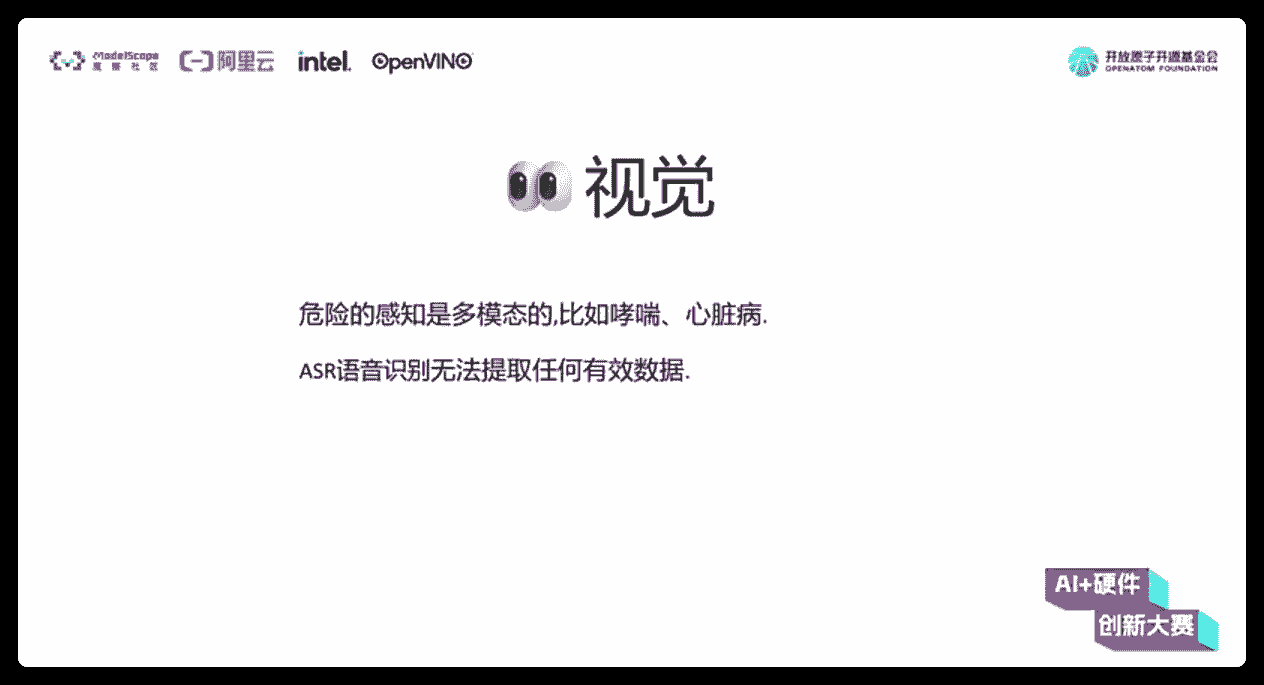 ModelScope
魔搭社区
阿里云
intel.
OpenVINO
开放原子开源基金会
OPENATOM FOUNDATION
视觉
危险的感知是多模态的,比如哮喘、心脏病.
ASR语音识别无法提取任何有效数据.
AI+硬件
创新大赛